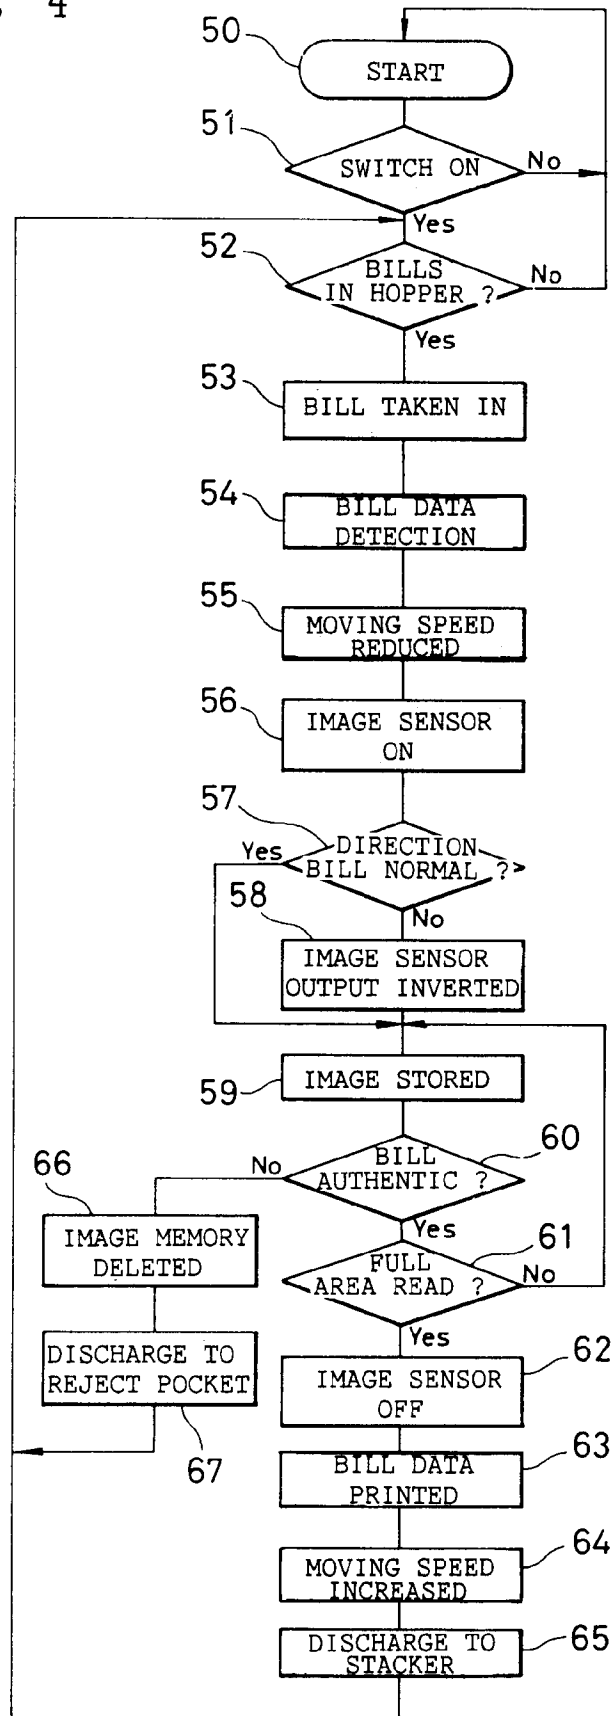 . 4
50
START
51
SWITCH ON
No
Yes
52
BILLS
IN HOPPER ?
No
Yes
53
BILL TAKEN IN
54
BILL DATA
DETECTION
55
MOVING SPEED
REDUCED
56
IMAGE SENSOR
ON
57
DIRECTION
BILL NORMAL ?
Yes
No
58
IMAGE SENSOR
OUTPUT INVERTED
59
IMAGE STORED
60
BILL
AUTHENTIC ?
No
Yes
66
IMAGE MEMORY
DELETED
61
FULL
AREA READ ?
No
Yes
DISCHARGE TO
REJECT POCKET
67
62
IMAGE SENSOR
OFF
63
BILL DATA
PRINTED
64
MOVING SPEED
INCREASED
65
DISCHARGE TO
STACKER